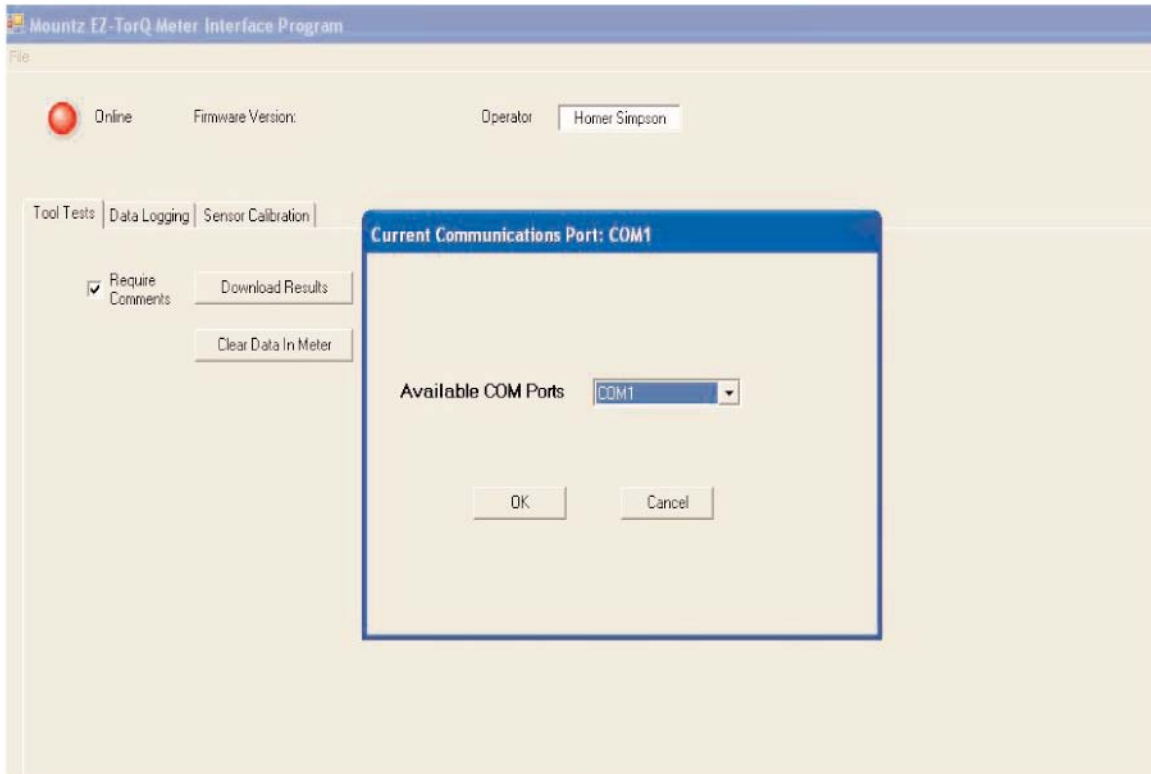 Mountz EZ-TorQ Meter Interface Program
File
Online Firmware Version: Operator Homer Simpson
Tool Tests Data Logging Sensor Calibration
Current Communications Port: COM1
Require
Comments
Download Results
Clear Data In Meter
Available COM Ports COM1
OK Cancel